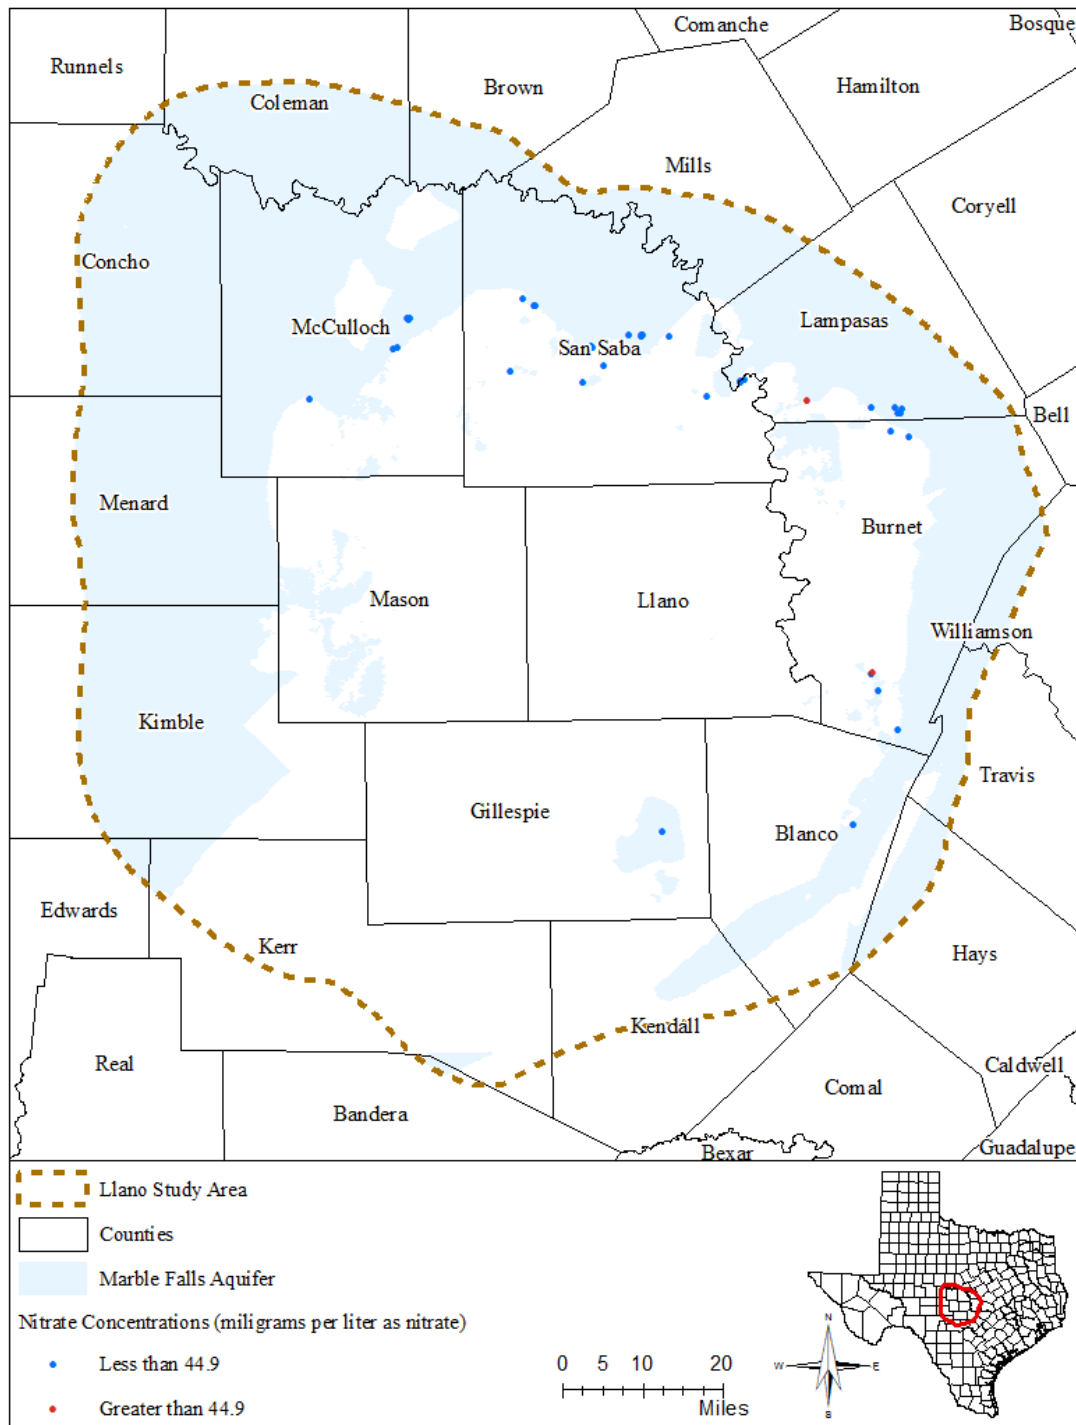 Comanche
Bosque
Runnels
Brown
Hamilton
Coleman
Mills
Coryell
Concho
Lampasas
McCulloch
San Saba
Bell
Menard
Burnet
Mason
Llano
Williamson
Kimble
Travis
Gillespie
Blanco
Edwards
Kerr
Hays
Kendall
Real
Caldwell
Comal
Bandera
Bexar
Guadalupe
Llano Study Area
Counties
Marble Falls Aquifer
Nitrate Concentrations (miligrams per liter as nitrate)
Less than 44.9
Greater than 44.9
0 5 10 20
Miles
N
W E
S